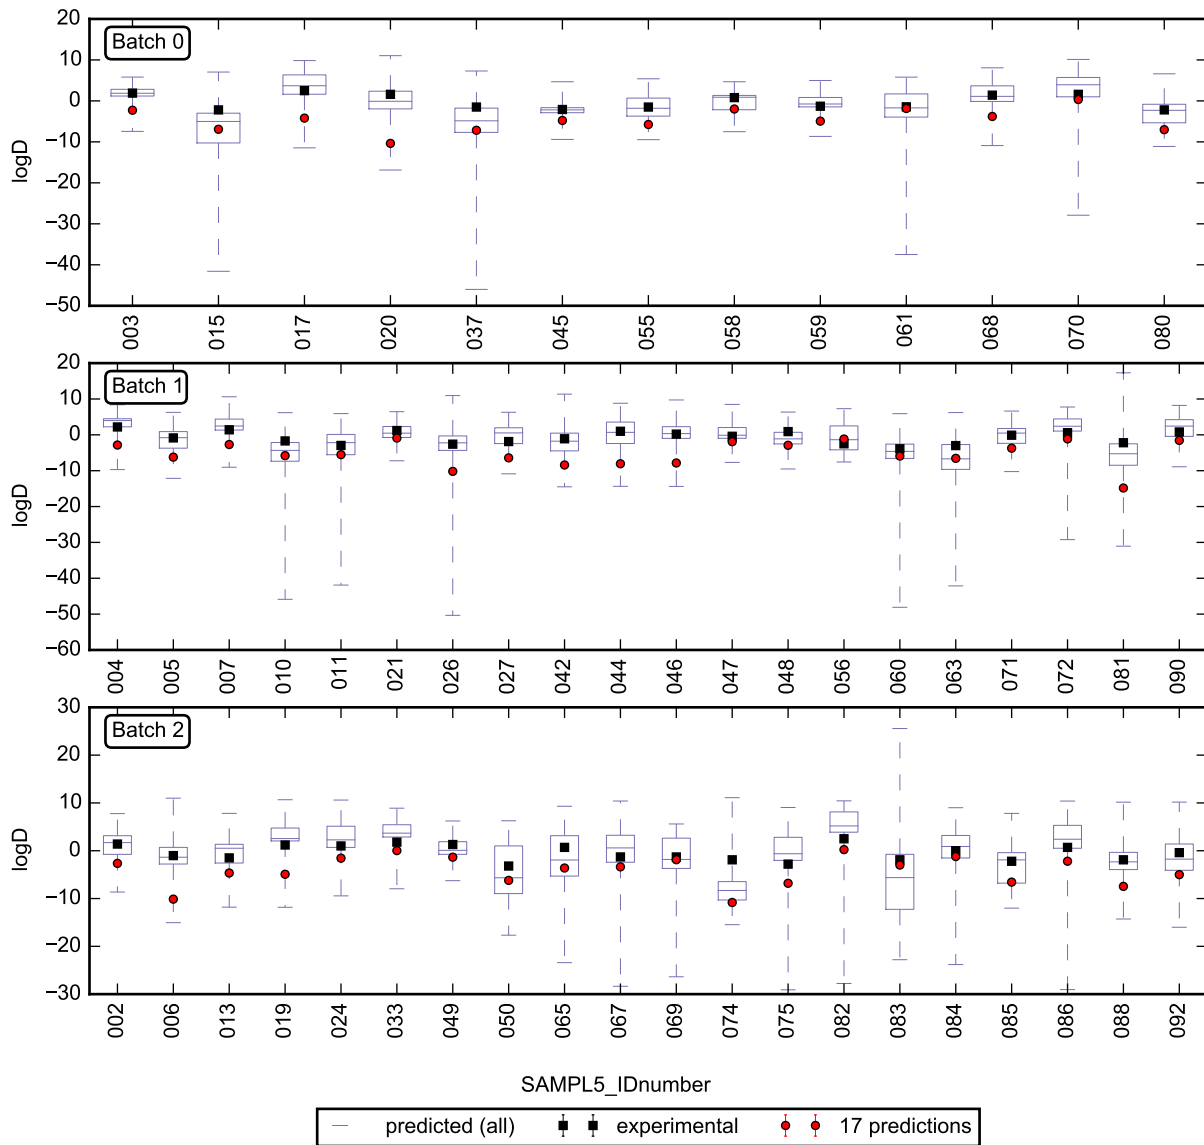 Batch 0
20
10
0
−10
−20
−30
−40
−50
logD
003 015 017 020 037 045 055 058 059 061 068 070 080
Batch 1
20
10
0
−10
−20
−30
−40
−50
−60
logD
004 005 007 010 011 021 026 027 042 044 046 047 048 056 060 063 071 072 081 090
Batch 2
30
20
10
0
−10
−20
−30
logD
002 006 013 019 024 033 049 050 065 067 069 074 075 082 083 084 085 086 088 092
SAMPL5_IDnumber
predicted (all) experimental 17 predictions